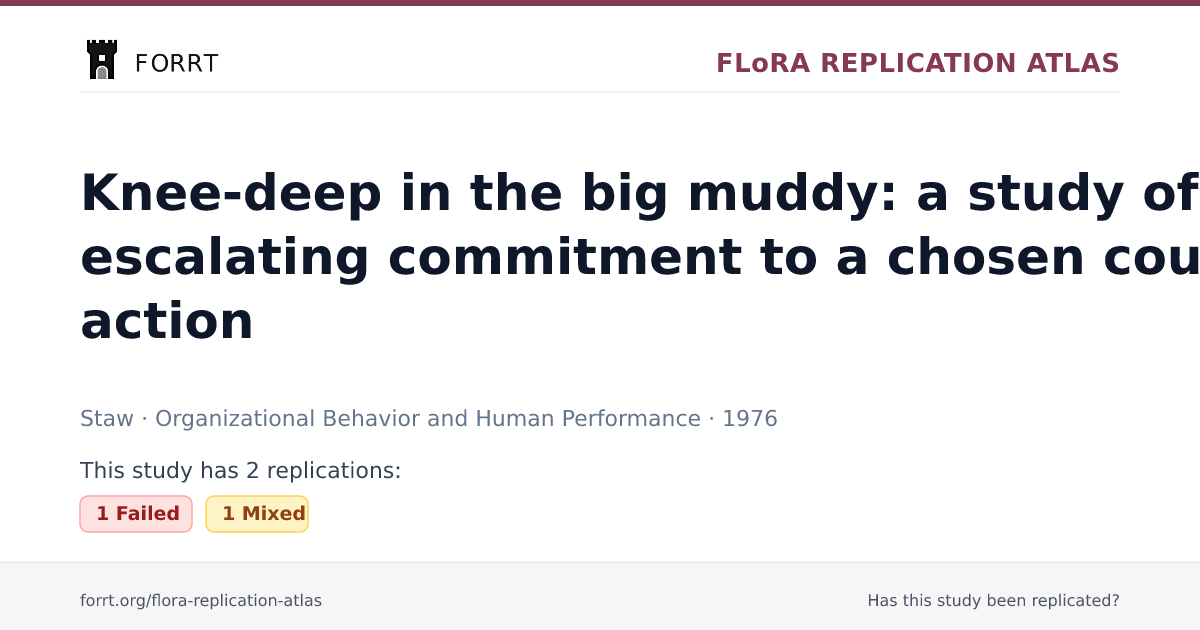 FORRT
FLoRA REPLICATION ATLAS
Knee-deep in the big muddy: a study of
escalating commitment to a chosen cou
action
Staw · Organizational Behavior and Human Performance · 1976
This study has 2 replications:
1 Failed 1 Mixed
forrt.org/flora-replication-atlas
Has this study been replicated?